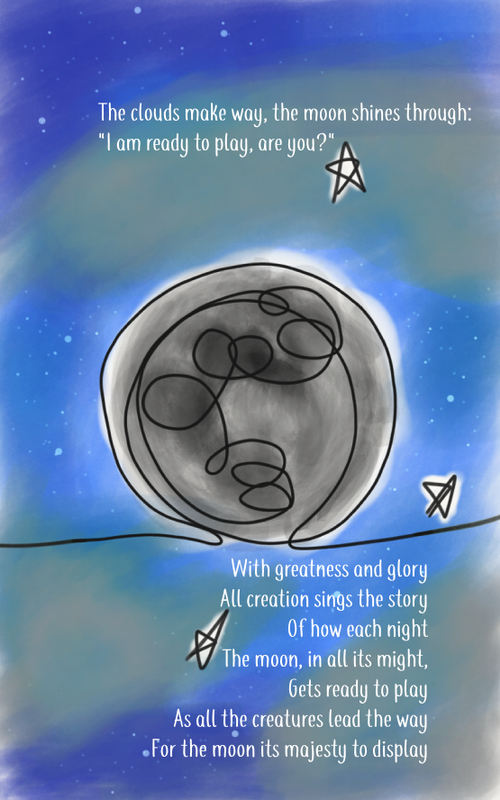 The clouds make way, the moon shines through:
"I am ready to play, are you?"
With greatness and glory
All creation sings the story
Of how each night
The moon, in all its might,
Gets ready to play
As all the creatures lead the way
For the moon its majesty to display